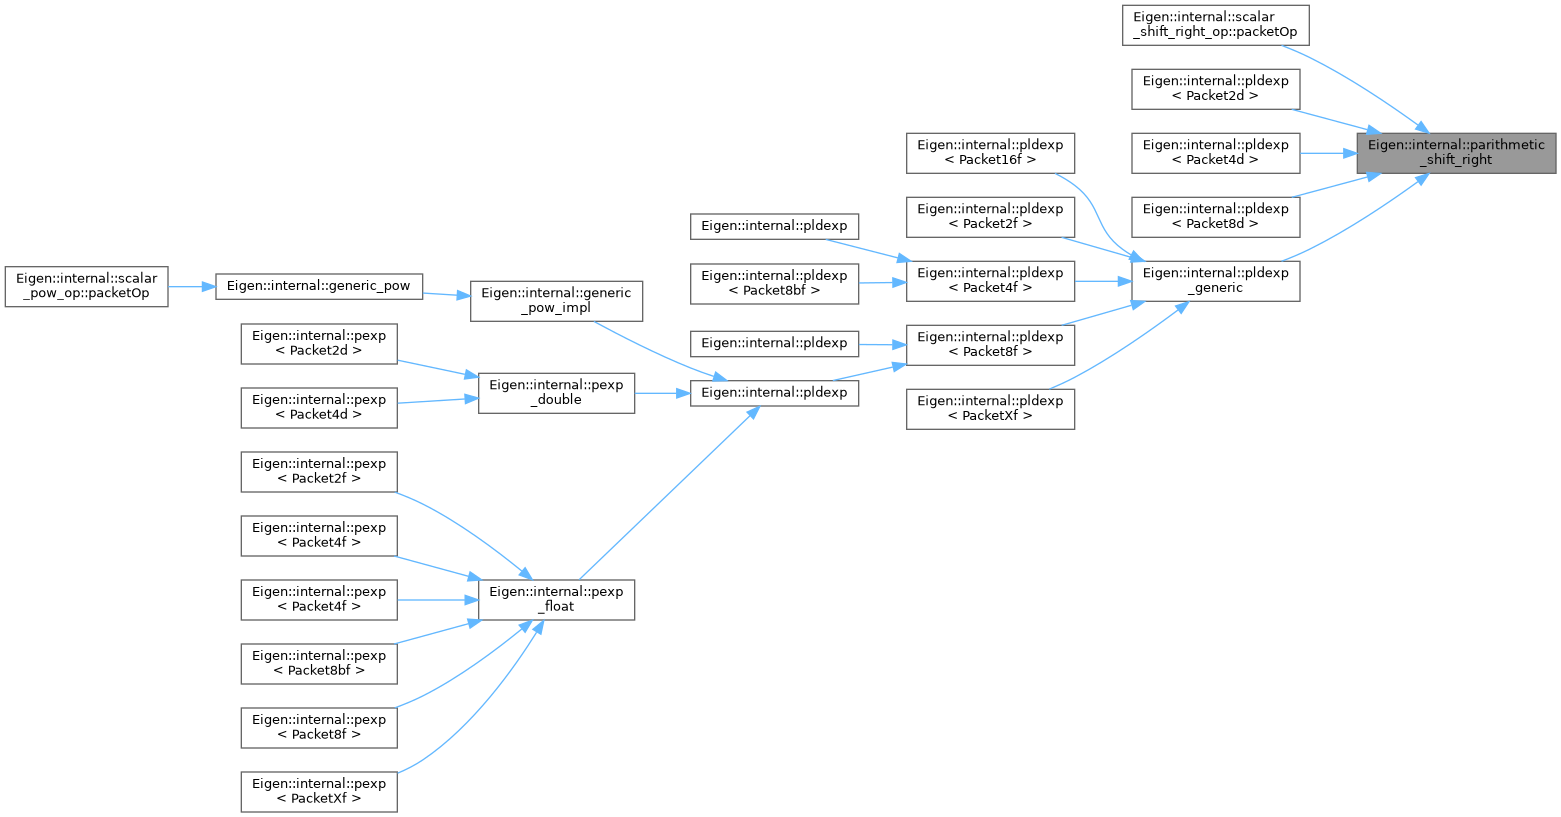 Eigen::internal::scalar
_shift_right_op::packetOp
Eigen::internal::pldexp
< Packet2d >
Eigen::internal::parithmetic
_shift_right
Eigen::internal::pldexp
< Packet4d >
Eigen::internal::pldexp
< Packet8d >
Eigen::internal::pldexp
_generic
Eigen::internal::pldexp
< Packet16f >
Eigen::internal::pldexp
< Packet2f >
Eigen::internal::pldexp
< Packet4f >
Eigen::internal::pldexp
< Packet8f >
Eigen::internal::pldexp
< PacketXf >
Eigen::internal::pldexp
Eigen::internal::pldexp
< Packet8bf >
Eigen::internal::pldexp
Eigen::internal::pldexp
Eigen::internal::generic
_pow_impl
Eigen::internal::generic_pow
Eigen::internal::scalar
_pow_op::packetOp
Eigen::internal::pexp
_double
Eigen::internal::pexp
< Packet2d >
Eigen::internal::pexp
< Packet4d >
Eigen::internal::pexp
_float
Eigen::internal::pexp
< Packet2f >
Eigen::internal::pexp
< Packet4f >
Eigen::internal::pexp
< Packet4f >
Eigen::internal::pexp
< Packet8bf >
Eigen::internal::pexp
< Packet8f >
Eigen::internal::pexp
< PacketXf >